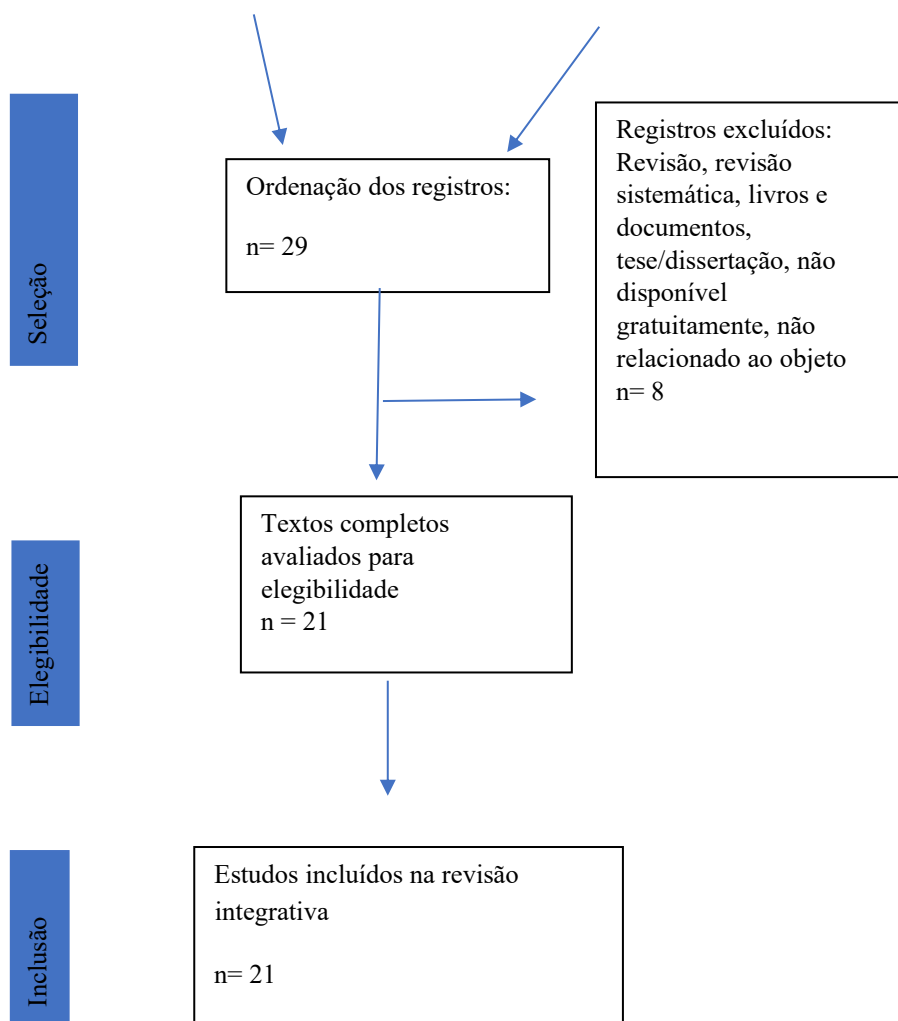 Seleção
Ordenação dos registros:
n= 29
Registros excluídos:
Revisão, revisão
sistemática, livros e
documentos,
tese/dissertação, não
disponível
gratuitamente, não
relacionado ao objeto
n= 8
Elegibilidade
Textos completos
avaliados para
elegibilidade
n = 21
Inclusão
Estudos incluídos na revisão
integrativa
n= 21